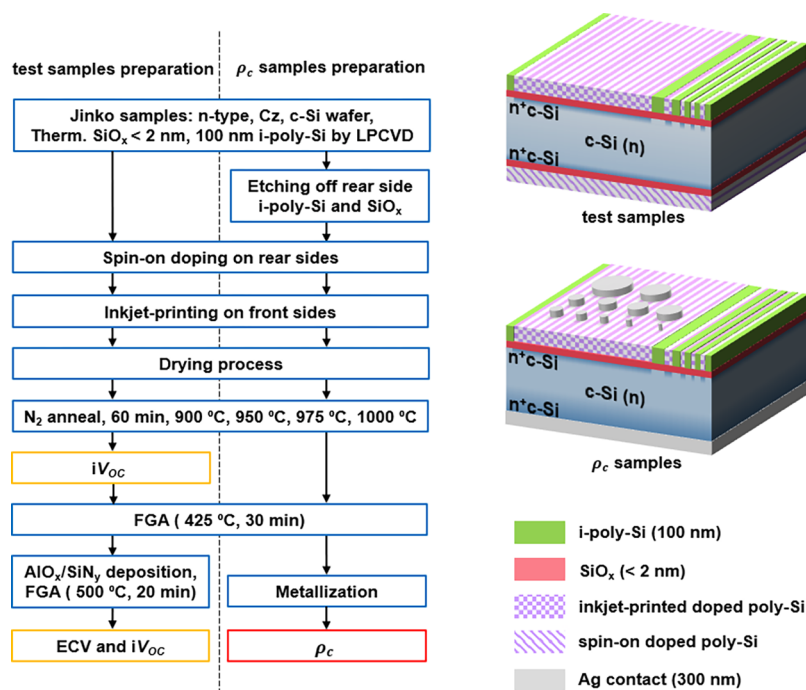 test samples preparation
ρc samples preparation
Jinko samples: n-type, Cz, c-Si wafer,
Therm. SiOx < 2 nm, 100 nm i-poly-Si by LPCVD
Etching off rear side
i-poly-Si and SiOx
Spin-on doping on rear sides
Inkjet-printing on front sides
Drying process
N2 anneal, 60 min, 900 ºC, 950 ºC, 975 ºC, 1000 ºC
iVOC
FGA ( 425 ºC, 30 min)
AlOx/SiNy deposition,
FGA ( 500 ºC, 20 min)
Metallization
ECV and iVOC
ρc
n+c-Si
c-Si (n)
n+c-Si
test samples
n+c-Si
c-Si (n)
n+c-Si
ρc samples
i-poly-Si (100 nm)
SiOx (< 2 nm)
inkjet-printed doped poly-Si
spin-on doped poly-Si
Ag contact (300 nm)